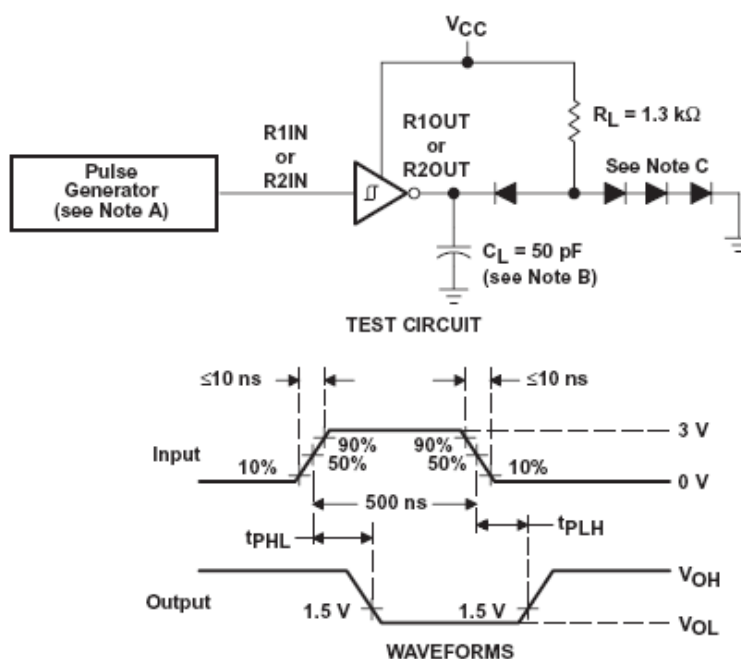 VCC
R1IN
or
R2IN
R1OUT
or
R2OUT
RL = 1.3 kΩ
Pulse
Generator
(see Note A)
See Note C
CL = 50 pF
(see Note B)
TEST CIRCUIT
≤10 ns
≤10 ns
Input
10%
90%
50%
90%
50%
10%
3 V
0 V
500 ns
tPHL
tPLH
Output
1.5 V
1.5 V
VOH
VOL
WAVEFORMS